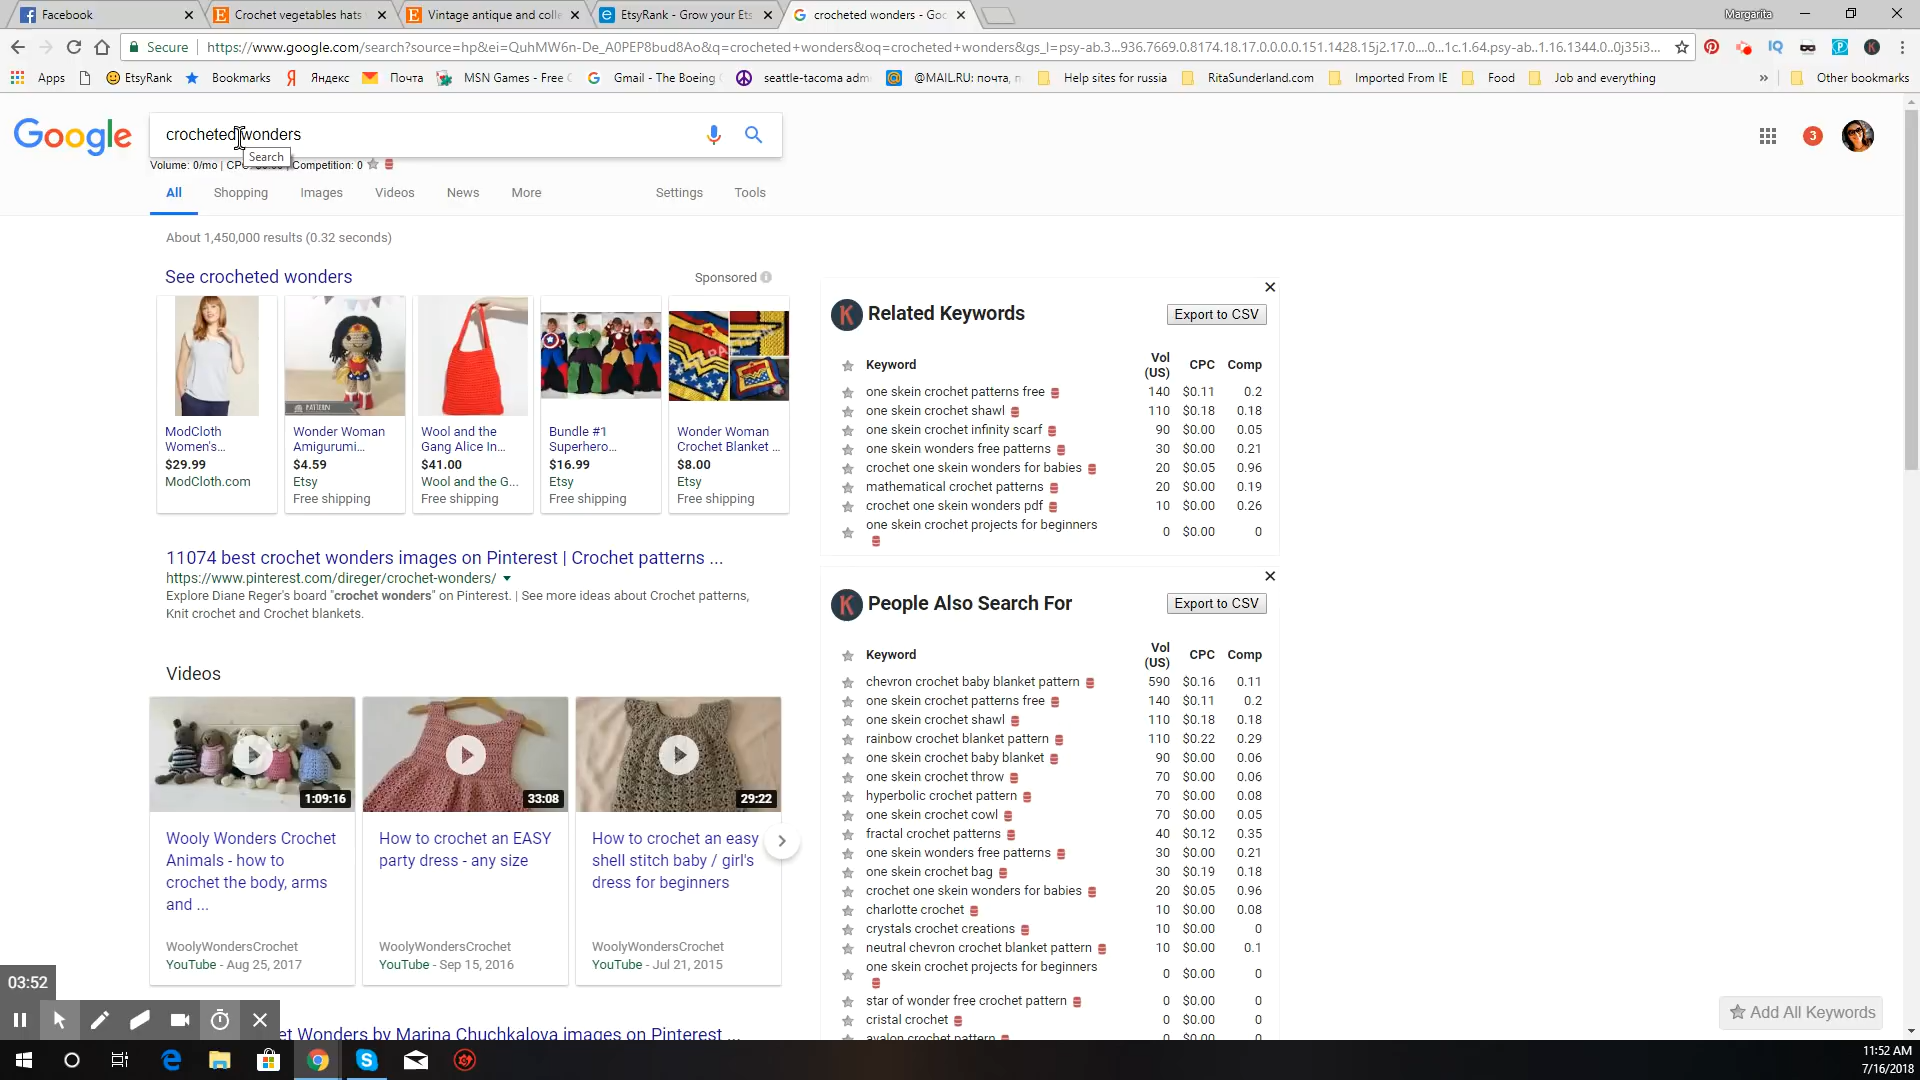 Facebook
Crochet vegetables hats
Vintage antique and colle
EtsyRank - Grow your Ets
crocheted wonders - Goo
Margarita
Secure
https://www.google.com/search?source=hp&ei=QuhMW6n-De_A0PEP8bud8Ao&q=crocheted+wonders&oq=crocheted+wonders&gs_l=psy-ab.3...936.7669.0.8174.18.17.0.0.0.0.151.1428.15j2.17.0....0...1c.1.64.psy-ab..1.16.1344.0..0j35i3...
Apps
EtsyRank
Bookmarks
Яндекс
Почта
MSN Games - Free
Gmail - The Boeing
seattle-tacoma adm
@MAIL.RU: почта,
Help sites for russia
RitaSunderland.com
Imported From IE
Food
Job and everything
»
Other bookmarks
Google
crocheted wonders
3
Search
Volume: 0/mo | CPC Competition: 0
All Shopping Images Videos News More Settings Tools
About 1,450,000 results (0.32 seconds)
See crocheted wonders
Sponsored
ModCloth
Women's...
$29.99
ModCloth.com
PATTERN
Wonder Woman
Amigurumi...
$4.59
Etsy
Free shipping
Wool and the
Gang Alice In...
$41.00
Wool and the G...
Free shipping
Bundle #1
Superhero...
$16.99
Etsy
Free shipping
Wonder Woman
Crochet Blanket ...
$8.00
Etsy
Free shipping
11074 best crochet wonders images on Pinterest | Crochet patterns ...
https://www.pinterest.com/direger/crochet-wonders/
Explore Diane Reger's board "crochet wonders" on Pinterest. | See more ideas about Crochet patterns,
Knit crochet and Crochet blankets.
Videos
1:09:16
Wooly Wonders Crochet
Animals - how to
crochet the body, arms
and ...
WoolyWondersCrochet
YouTube - Aug 25, 2017
33:08
How to crochet an EASY
party dress - any size
WoolyWondersCrochet
YouTube - Sep 15, 2016
29:22
How to crochet an easy
shell stitch baby / girl's
dress for beginners
WoolyWondersCrochet
YouTube - Jul 21, 2015
et Wonders by Marina Chuchkalova images on Pinterest ...
K Related Keywords
Export to CSV
Keyword Vol (US) CPC Comp
one skein crochet patterns free 140 $0.11 0.2
one skein crochet shawl 110 $0.18 0.18
one skein crochet infinity scarf 90 $0.00 0.05
one skein wonders free patterns 30 $0.00 0.21
crochet one skein wonders for babies 20 $0.05 0.96
mathematical crochet patterns 20 $0.00 0.19
crochet one skein wonders pdf 10 $0.00 0.26
one skein crochet projects for beginners 0 $0.00 0
K People Also Search For
Export to CSV
Keyword Vol (US) CPC Comp
chevron crochet baby blanket pattern 590 $0.16 0.11
one skein crochet patterns free 140 $0.11 0.2
one skein crochet shawl 110 $0.18 0.18
rainbow crochet blanket pattern 110 $0.22 0.29
one skein crochet baby blanket 90 $0.00 0.06
one skein crochet throw 70 $0.00 0.06
hyperbolic crochet pattern 70 $0.00 0.08
one skein crochet cowl 70 $0.00 0.05
fractal crochet patterns 40 $0.12 0.35
one skein wonders free patterns 30 $0.00 0.21
one skein crochet bag 30 $0.19 0.18
crochet one skein wonders for babies 20 $0.05 0.96
charlotte crochet 10 $0.00 0.08
crystals crochet creations 10 $0.00 0
neutral chevron crochet blanket pattern 10 $0.00 0.1
one skein crochet projects for beginners 0 $0.00 0
star of wonder free crochet pattern 0 $0.00 0
cristal crochet 0 $0.00 0
avalon crochet pattern 0 $0.00 0
Add All Keywords
03:52
11:52 AM
7/16/2018